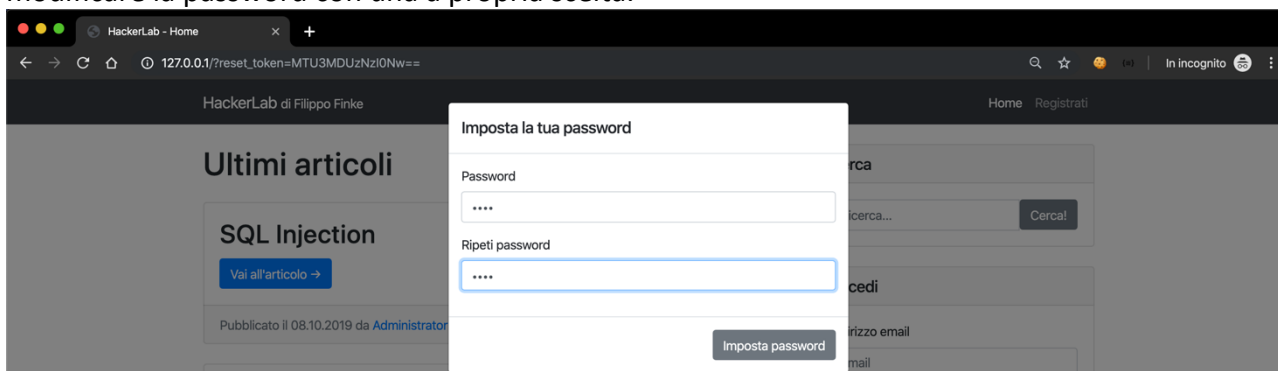 modificare la password con una a propria scelta.
HackerLab - Home
127.0.0.1/?reset_token=MTU3MDUzNzI0Nw==
In incognito
HackerLab di Filippo Finke
Home Registrati
Imposta la tua password
Ultimi articoli
rca
Password
••••
icerca...
Cerca!
SQL Injection
Ripeti password
Vai all'articolo →
••••
cedi
Pubblicato il 08.10.2019 da Administrator
irizzo email
Imposta password
mail